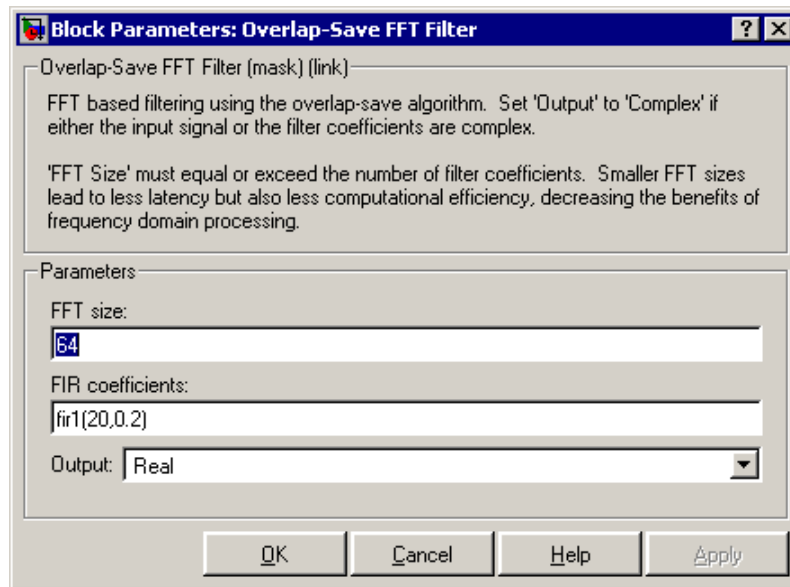 Block Parameters: Overlap-Save FFT Filter
Overlap-Save FFT Filter (mask) (link)
FFT based filtering using the overlap-save algorithm.  Set 'Output' to 'Complex' if
either the input signal or the filter coefficients are complex.
'FFT Size' must equal or exceed the number of filter coefficients.  Smaller FFT sizes
lead to less latency but also less computational efficiency, decreasing the benefits of
frequency domain processing.
Parameters
FFT size:
64
FIR coefficients:
fir1(20,0.2)
Output: Real
OK Cancel Help Apply